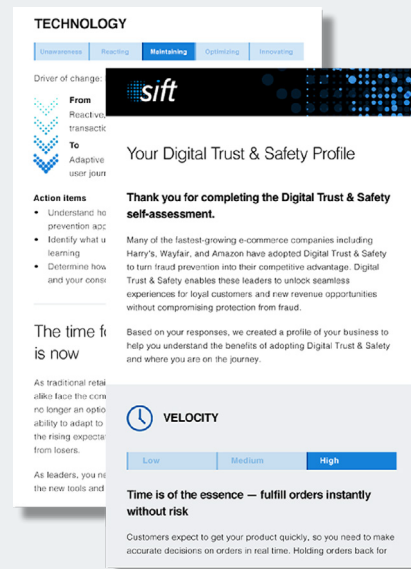 TECHNOLOGY
Unawareness Reacting Maintaining Optimizing Innovating
Driver of change:
From
Reactive,
transactic
To
Adaptive
user journ
Action items
• Understand ho
prevention app
• Identify what u
learning
• Determine how
and your cons
The time fo
is now
As traditional retai
alike face the com
no longer an optio
ability to adapt to
the rising expecta
from losers.
As leaders, you ne
the new tools and
sift
Your Digital Trust & Safety Profile
Thank you for completing the Digital Trust & Safety
self-assessment.
Many of the fastest-growing e-commerce companies including
Harry's, Wayfair, and Amazon have adopted Digital Trust & Safety
to turn fraud prevention into their competitive advantage. Digital
Trust & Safety enables these leaders to unlock seamless
experiences for loyal customers and new revenue opportunities
without compromising protection from fraud.
Based on your responses, we created a profile of your business to
help you understand the benefits of adopting Digital Trust & Safety
and where you are on the journey.
VELOCITY
Low Medium High
Time is of the essence — fulfill orders instantly
without risk
Customers expect to get your product quickly, so you need to make
accurate decisions on orders in real time. Holding orders back for